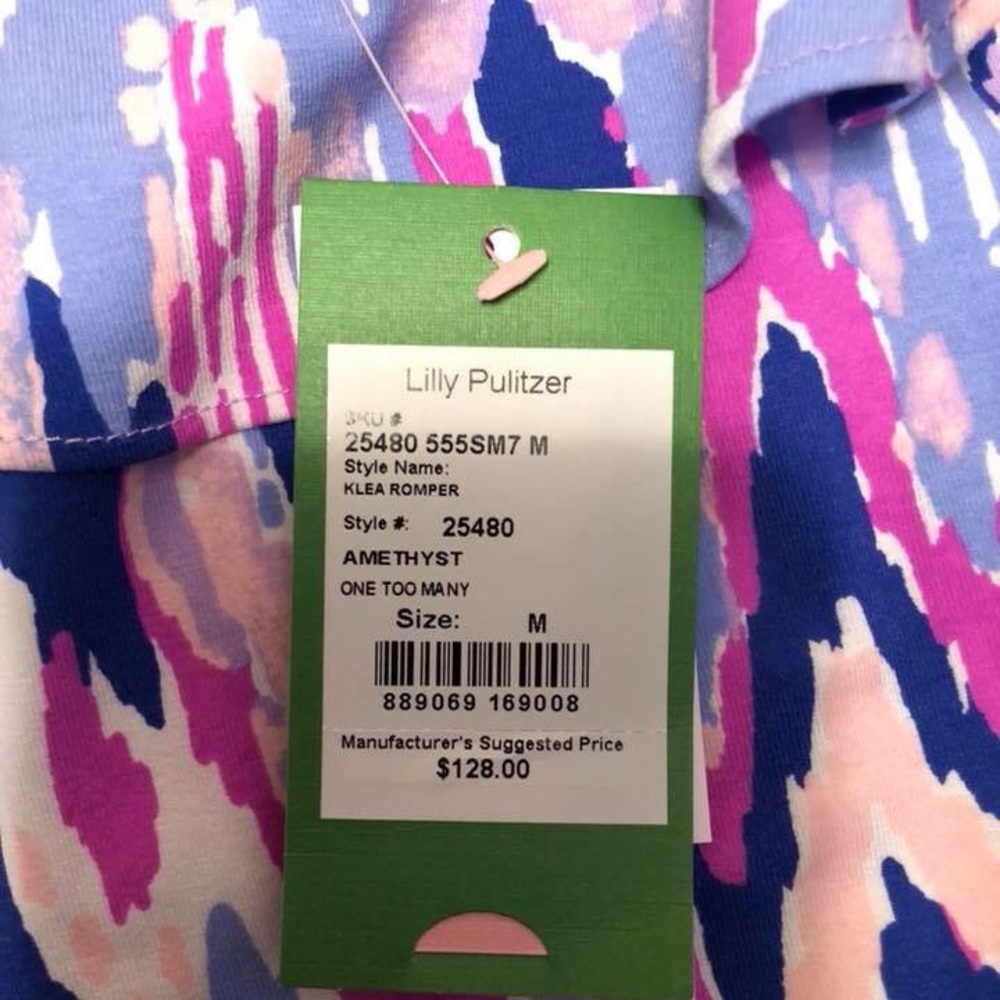 Lilly Pulitzer
SKU #
25480 555SM7 M
Style Name:
KLEA ROMPER
Style #: 25480
AMETHYST
ONE TOO MANY
Size: M
889069 169008
Manufacturer's Suggested Price
$128.00